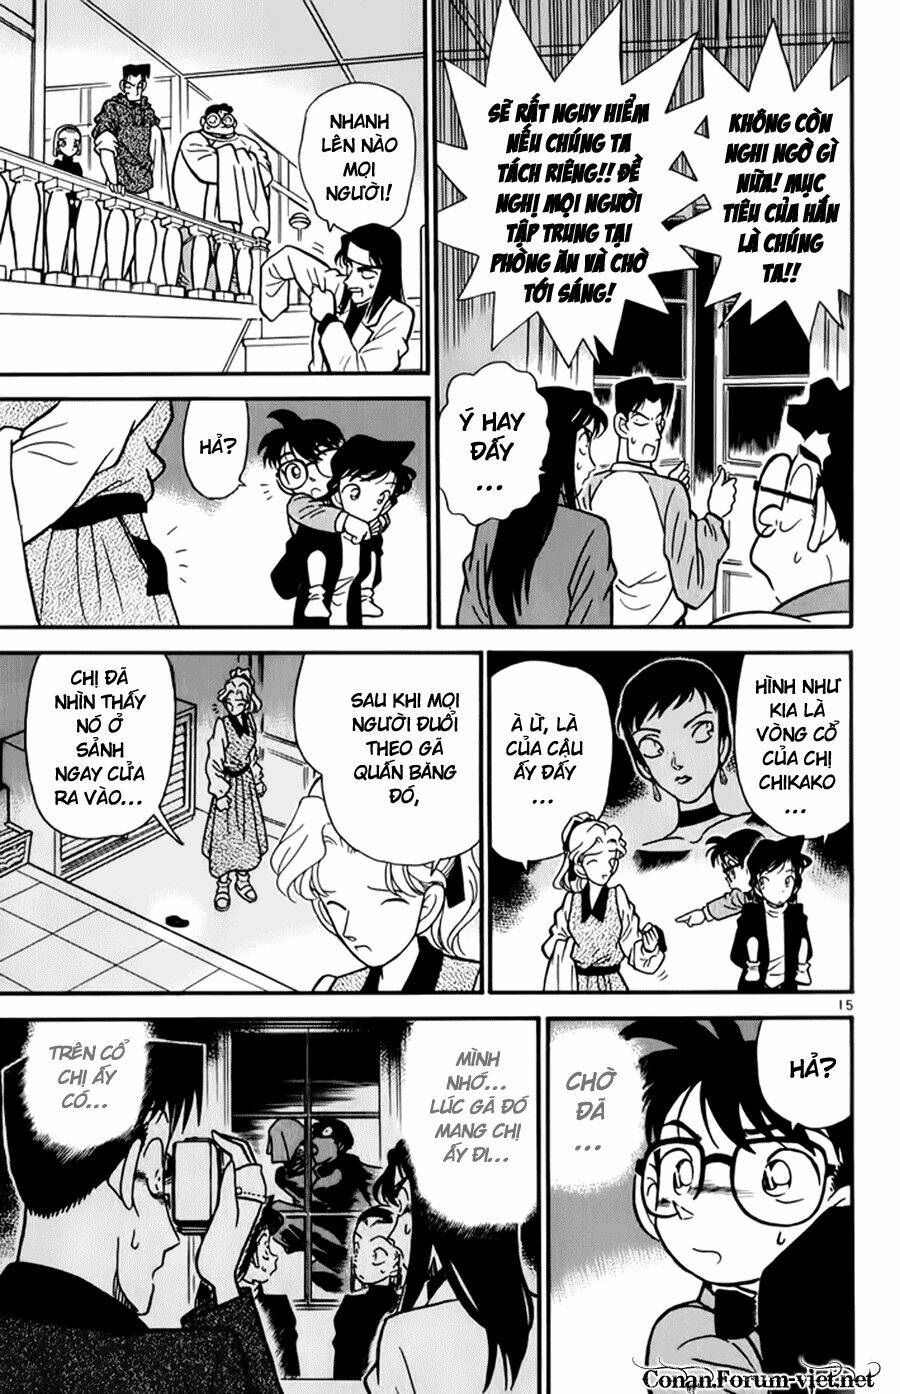 KHÔNG CÒN
NGHI NGỜ GÌ
NỮA! MỤC
TIÊU CỦA HẮN
LÀ CHÚNG
TA!!
SẼ RẤT NGUY HIỂM
NẾU CHÚNG TA
TÁCH RIÊNG!! ĐỀ
NGHỊ MỌI NGƯỜI
TẬP TRUNG TẠI
PHÒNG ĂN VÀ CHỜ
TỚI SÁNG!
Ý HAY
ĐẤY
...
NHANH
LÊN NÀO
MỌI
NGƯỜI!
HẢ?
HÌNH NHƯ
KIA LÀ
VÒNG CỔ
CỦA CHỊ
CHIKAKO
...
À Ừ, LÀ
CỦA CẬU
ẤY ĐẤY
...
SAU KHI MỌI
NGƯỜI ĐUỔI
THEO GÃ
QUẤN BĂNG
ĐÓ,
CHỊ ĐÃ
NHÌN THẤY
NÓ Ở
SẢNH
NGAY CỬA
RA VÀO...
15
HẢ?
CHỜ
ĐÃ
...
MÌNH
NHỚ...
LÚC GÃ ĐÓ
MANG CHỊ
ẤY ĐI...
TRÊN CỔ
CHỊ ẤY
CÓ...
Conan.Forum-viet.net